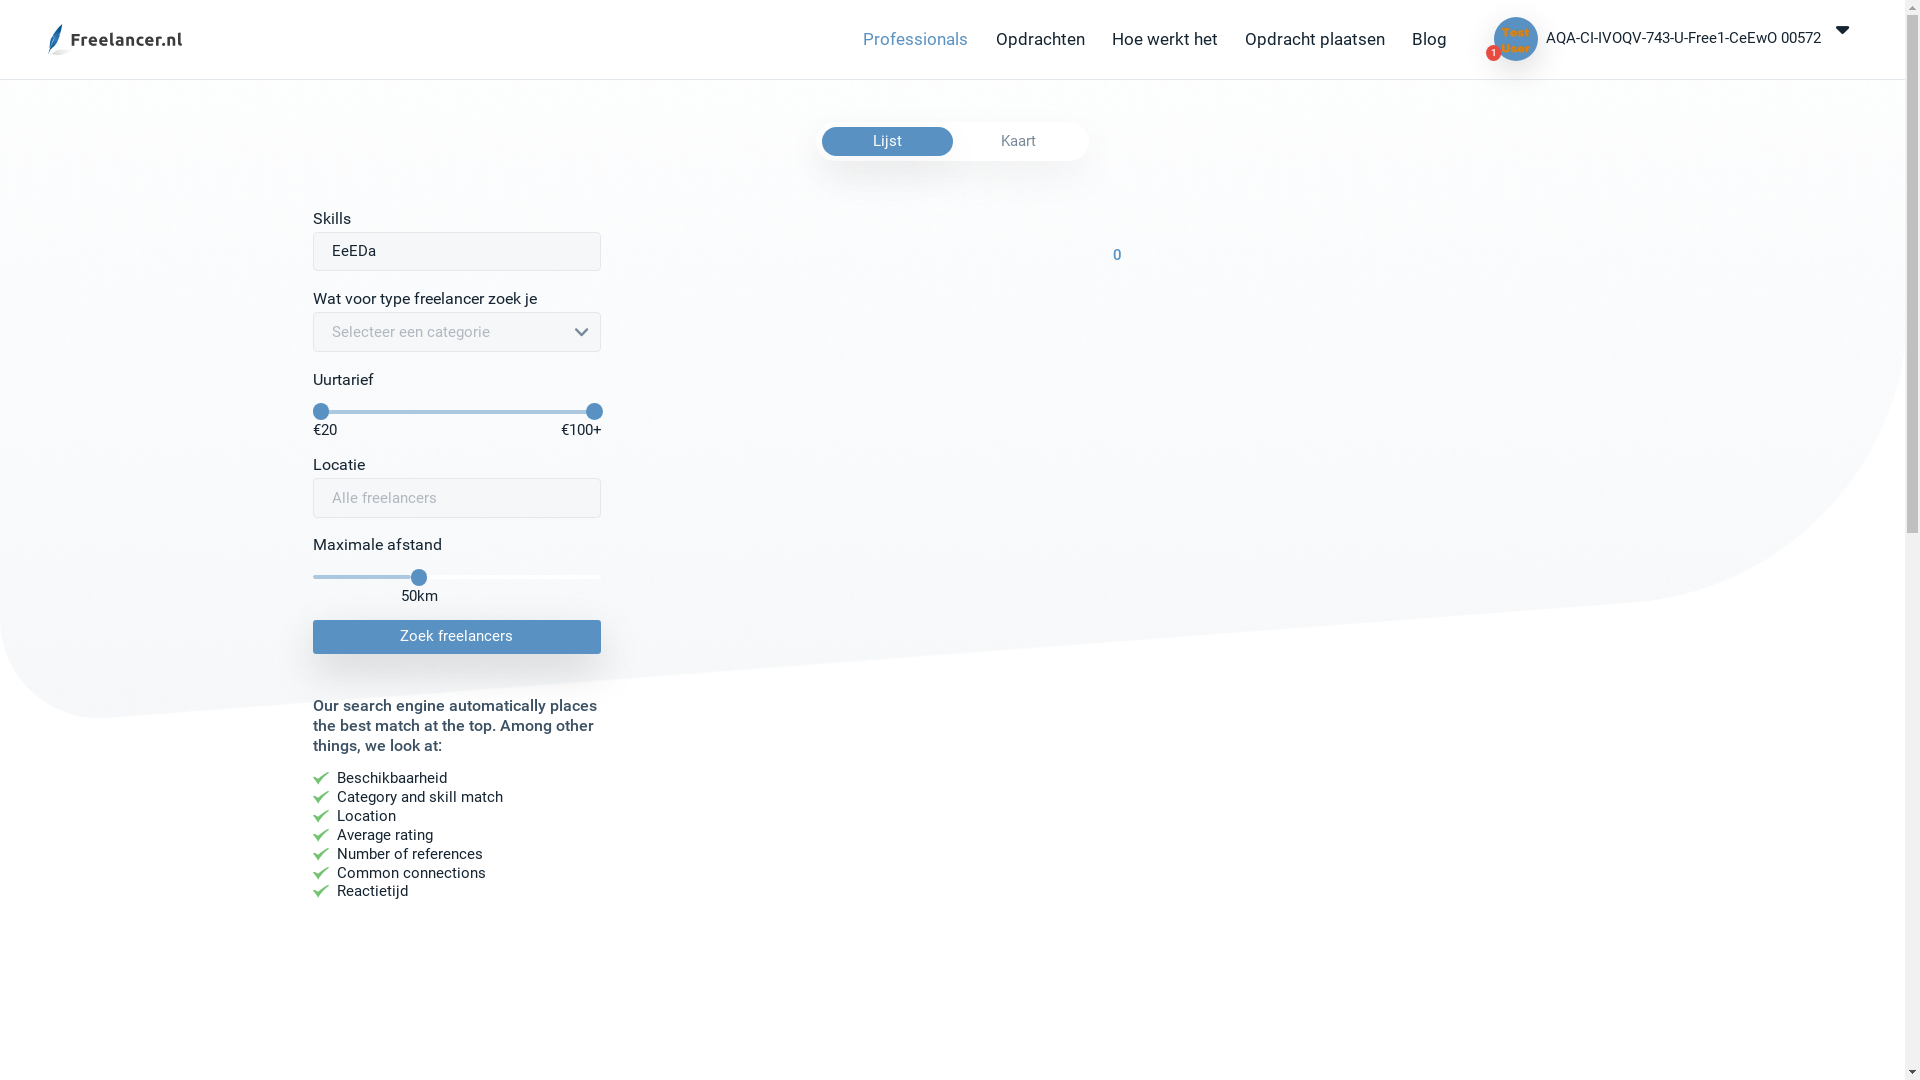 Freelancer.nl
Professionals
Opdrachten
Hoe werkt het
Opdracht plaatsen
Blog
Test
User
1
AQA-CI-IVOQV-743-U-Free1-CeEwO 00572
Lijst
Kaart
Skills
EeEDa
0
Wat voor type freelancer zoek je
Selecteer een categorie
Uurtarief
€20
€100+
Locatie
Alle freelancers
Maximale afstand
50km
Zoek freelancers
Our search engine automatically places
the best match at the top. Among other
things, we look at:
Beschikbaarheid
Category and skill match
Location
Average rating
Number of references
Common connections
Reactietijd